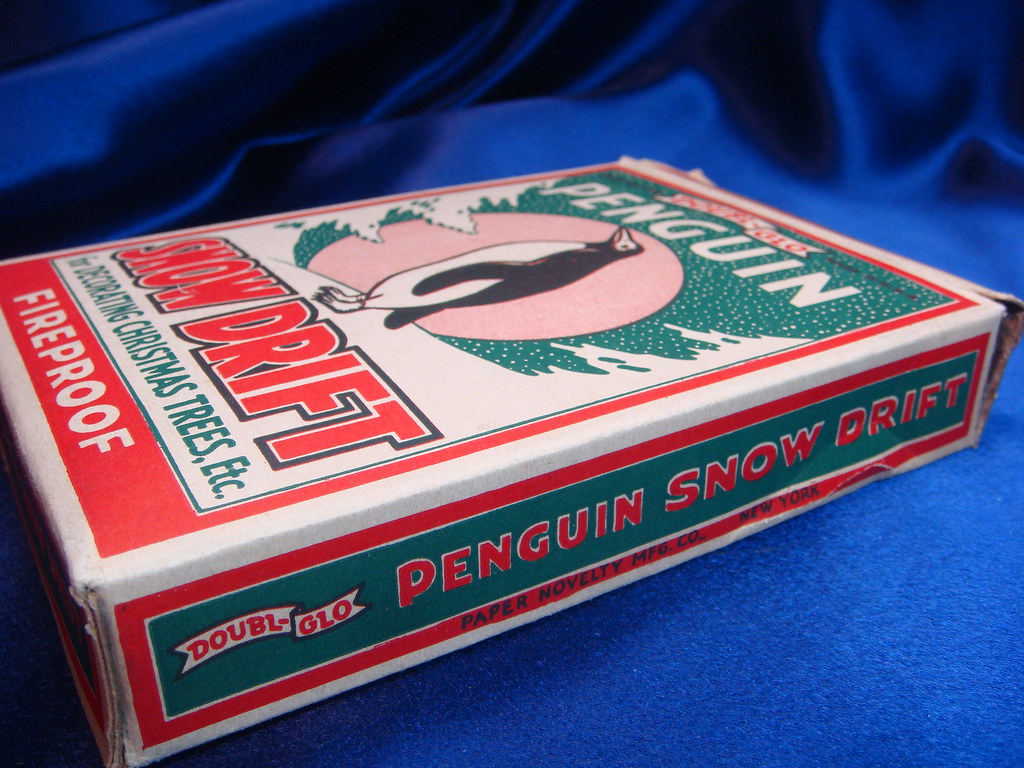 DOUBL-GLO
PENGUIN
SNOW DRIFT
for DECORATING CHRISTMAS TREES, Etc.
FIREPROOF
DOUBL-GLO
PENGUIN SNOW DRIFT
PAPER NOVELTY MFG. CO., NEW YORK